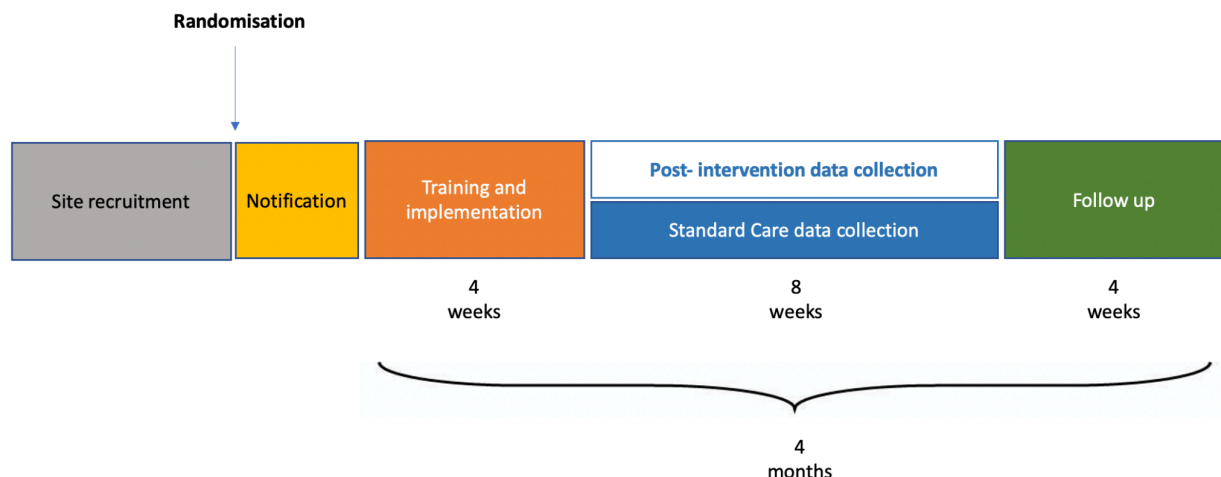 Randomisation
Site recruitment
Notification
Training and
implementation
Post- intervention data collection
Standard Care data collection
Follow up
4
weeks
8
weeks
4
weeks
4
months